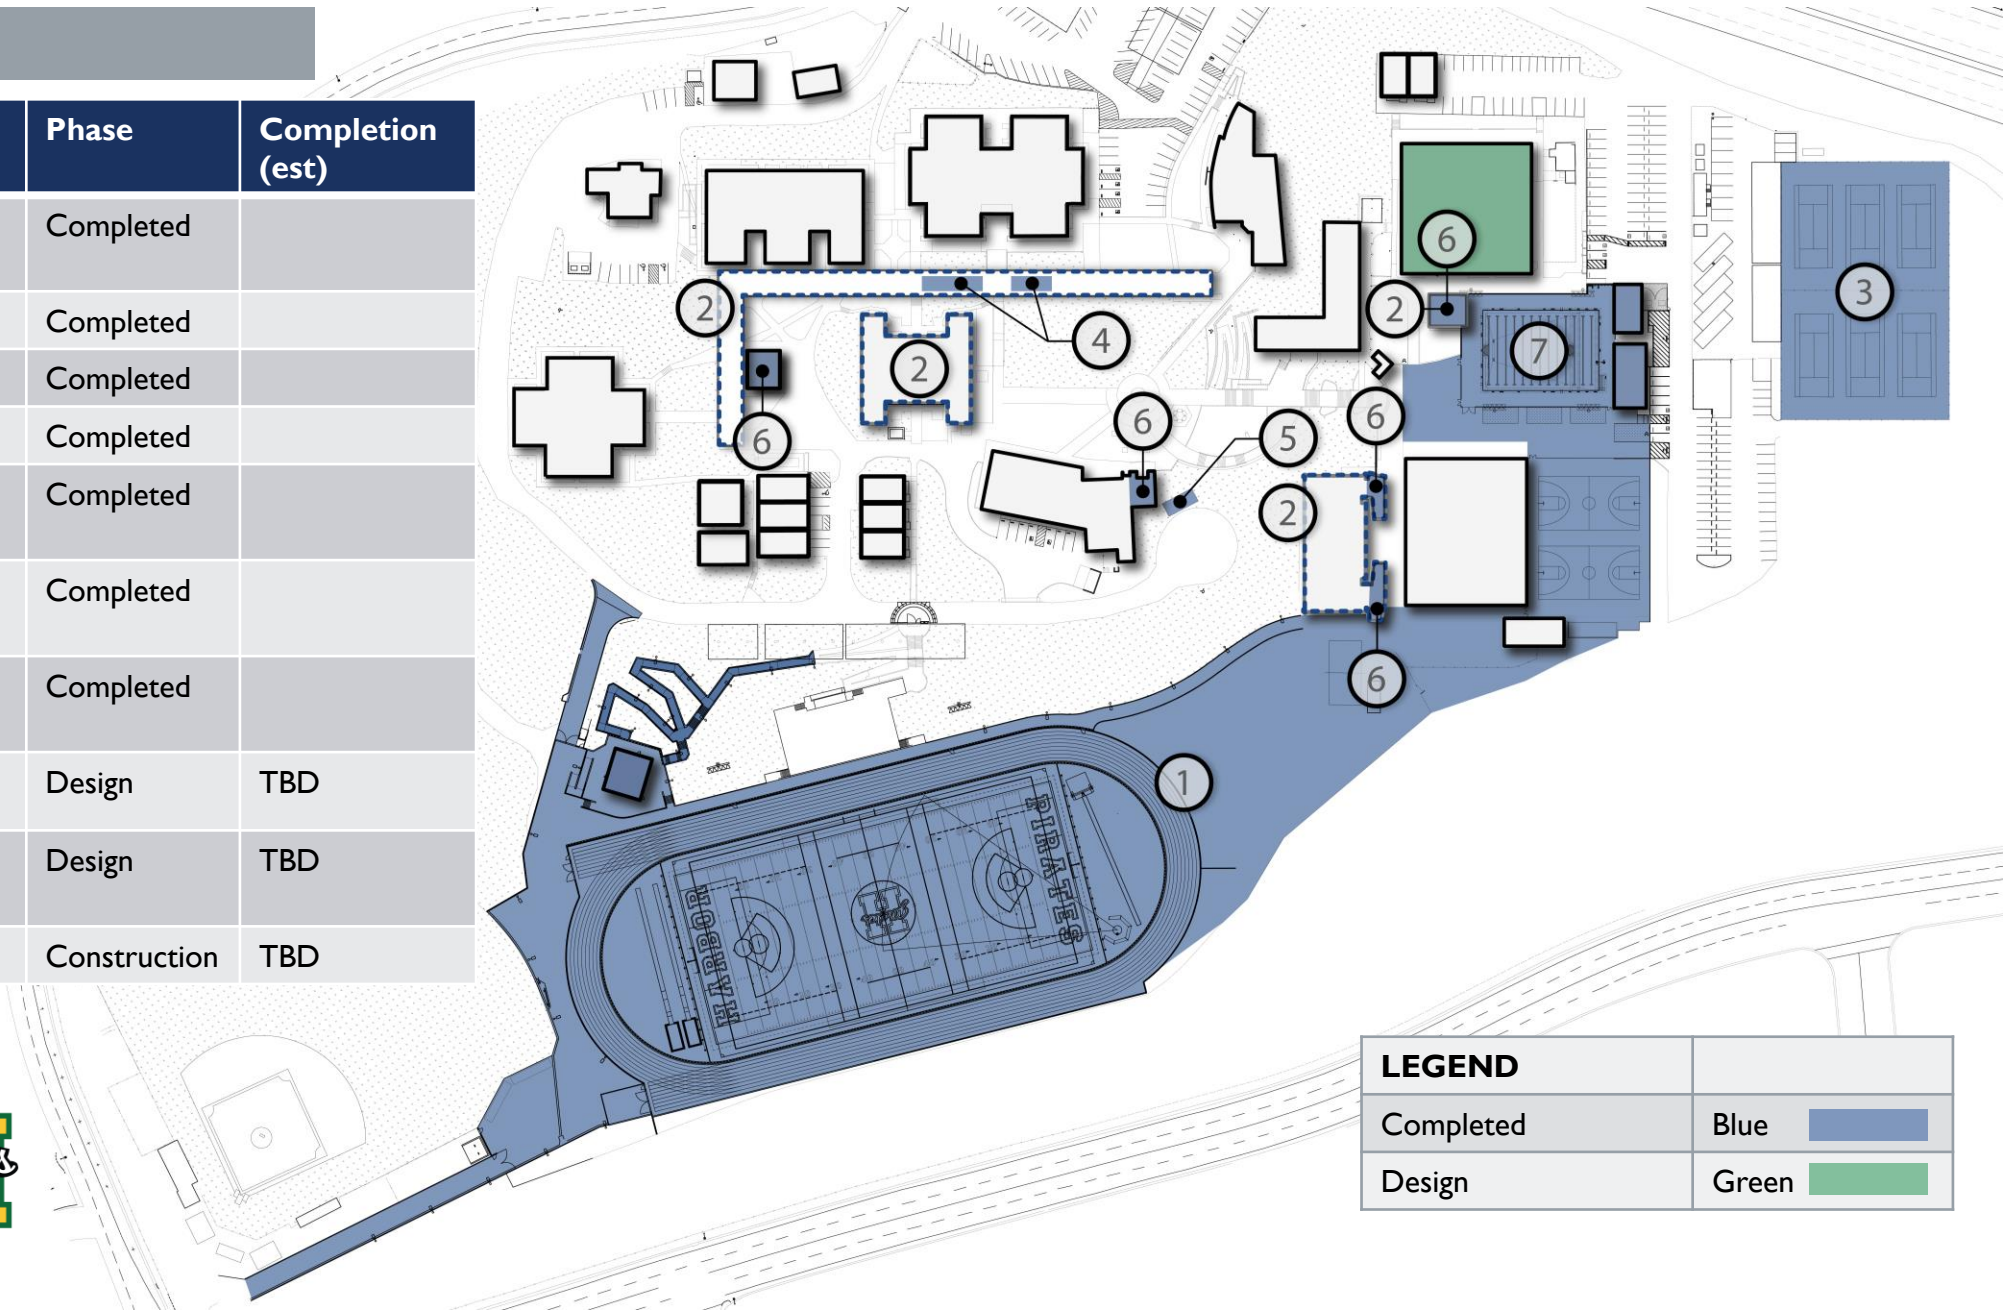 Phase Completion
(est)
Completed
Completed
Completed
Completed
Completed
Completed
Completed
Design TBD
Design TBD
Construction TBD
6
2
2
3
4
7
2
6
6
6
5
2
6
1
PIRATES
HARBOR
H
LEGEND
Completed Blue
Design Green